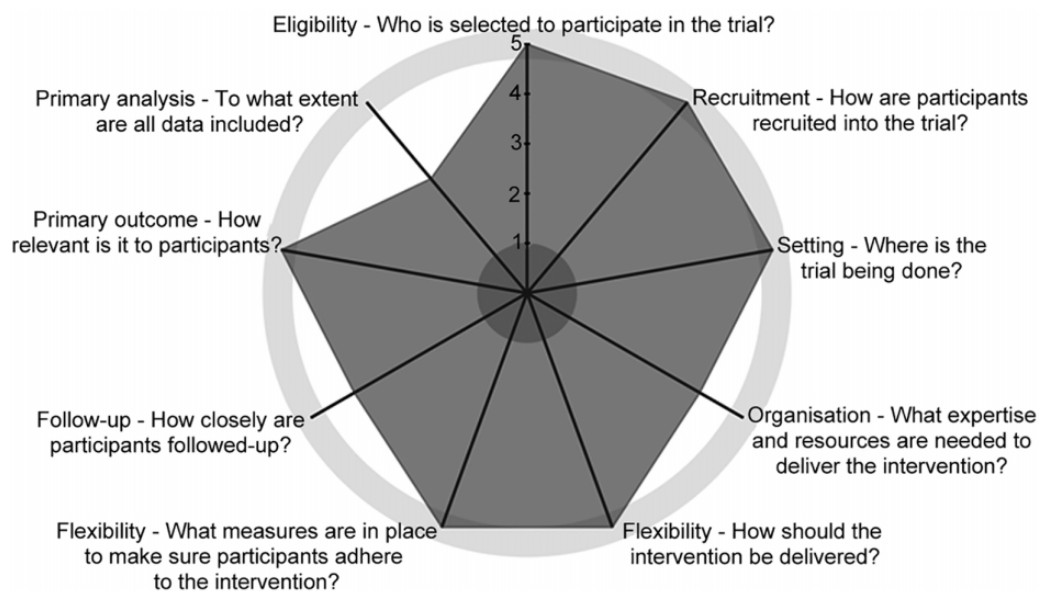 Eligibility - Who is selected to participate in the trial?
5
4
3
2
1
Recruitment - How are participants
recruited into the trial?
Setting - Where is the
trial being done?
Organisation - What expertise
and resources are needed to
deliver the intervention?
Flexibility - How should the
intervention be delivered?
Flexibility - What measures are in place
to make sure participants adhere
to the intervention?
Follow-up - How closely are
participants followed-up?
Primary outcome - How
relevant is it to participants?
Primary analysis - To what extent
are all data included?